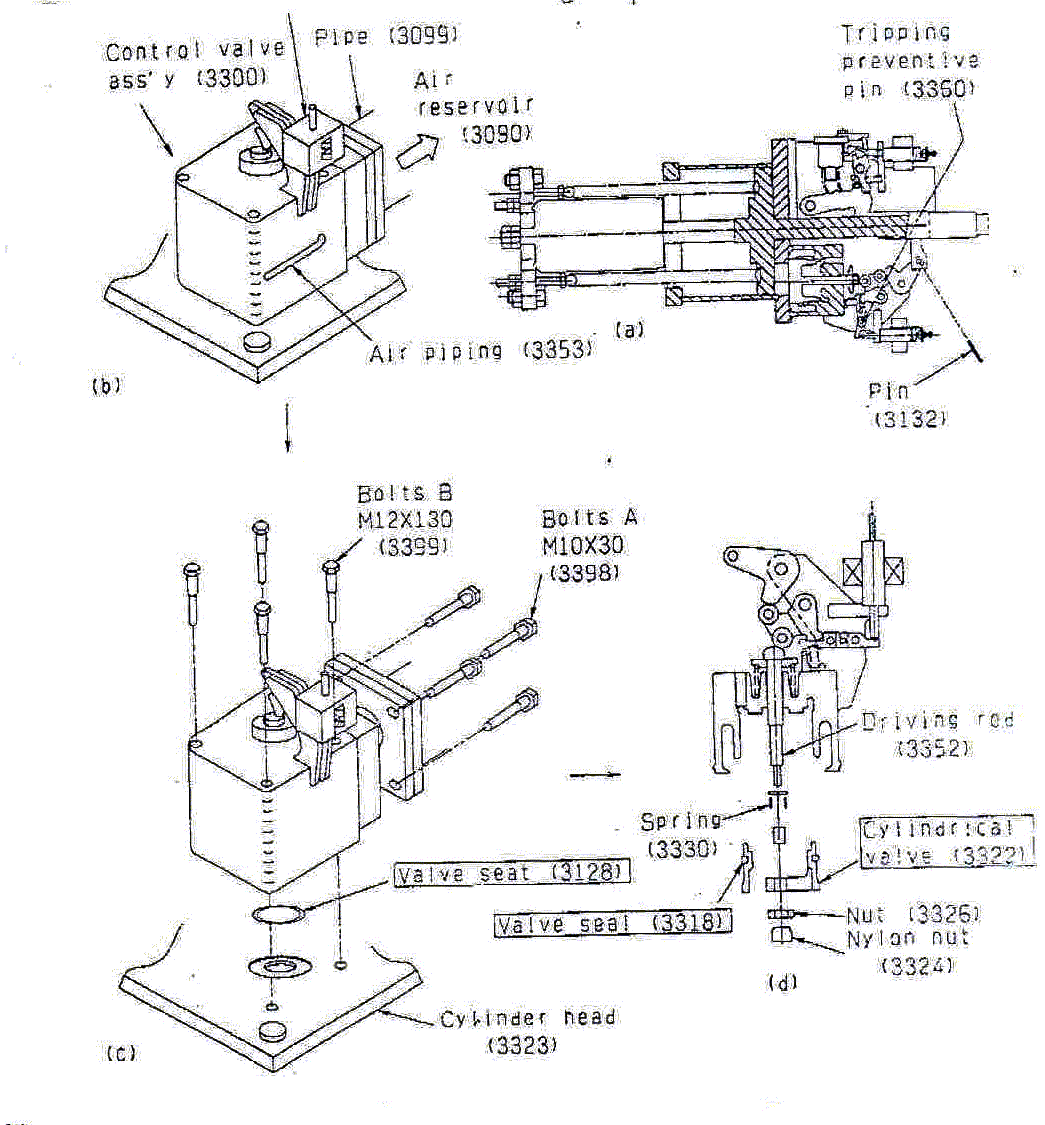 Control valve
ass'y (3300)
Pipe (3099)
Air
reservoir
(3090)
Tripping
preventive
pin (3360)
Air piping (3353)
(a)
(b)
Pin
(3132)
Bolts B
M12X130
(3399)
Bolts A
M10X30
(3398)
Driving rod
(3352)
Spring
(3330)
Cylindrical
valve (3322)
Valve seat (3128)
Valve seal (3318)
Nut (3326)
Nylon nut
(3324)
(d)
Cylinder head
(3323)
(c)